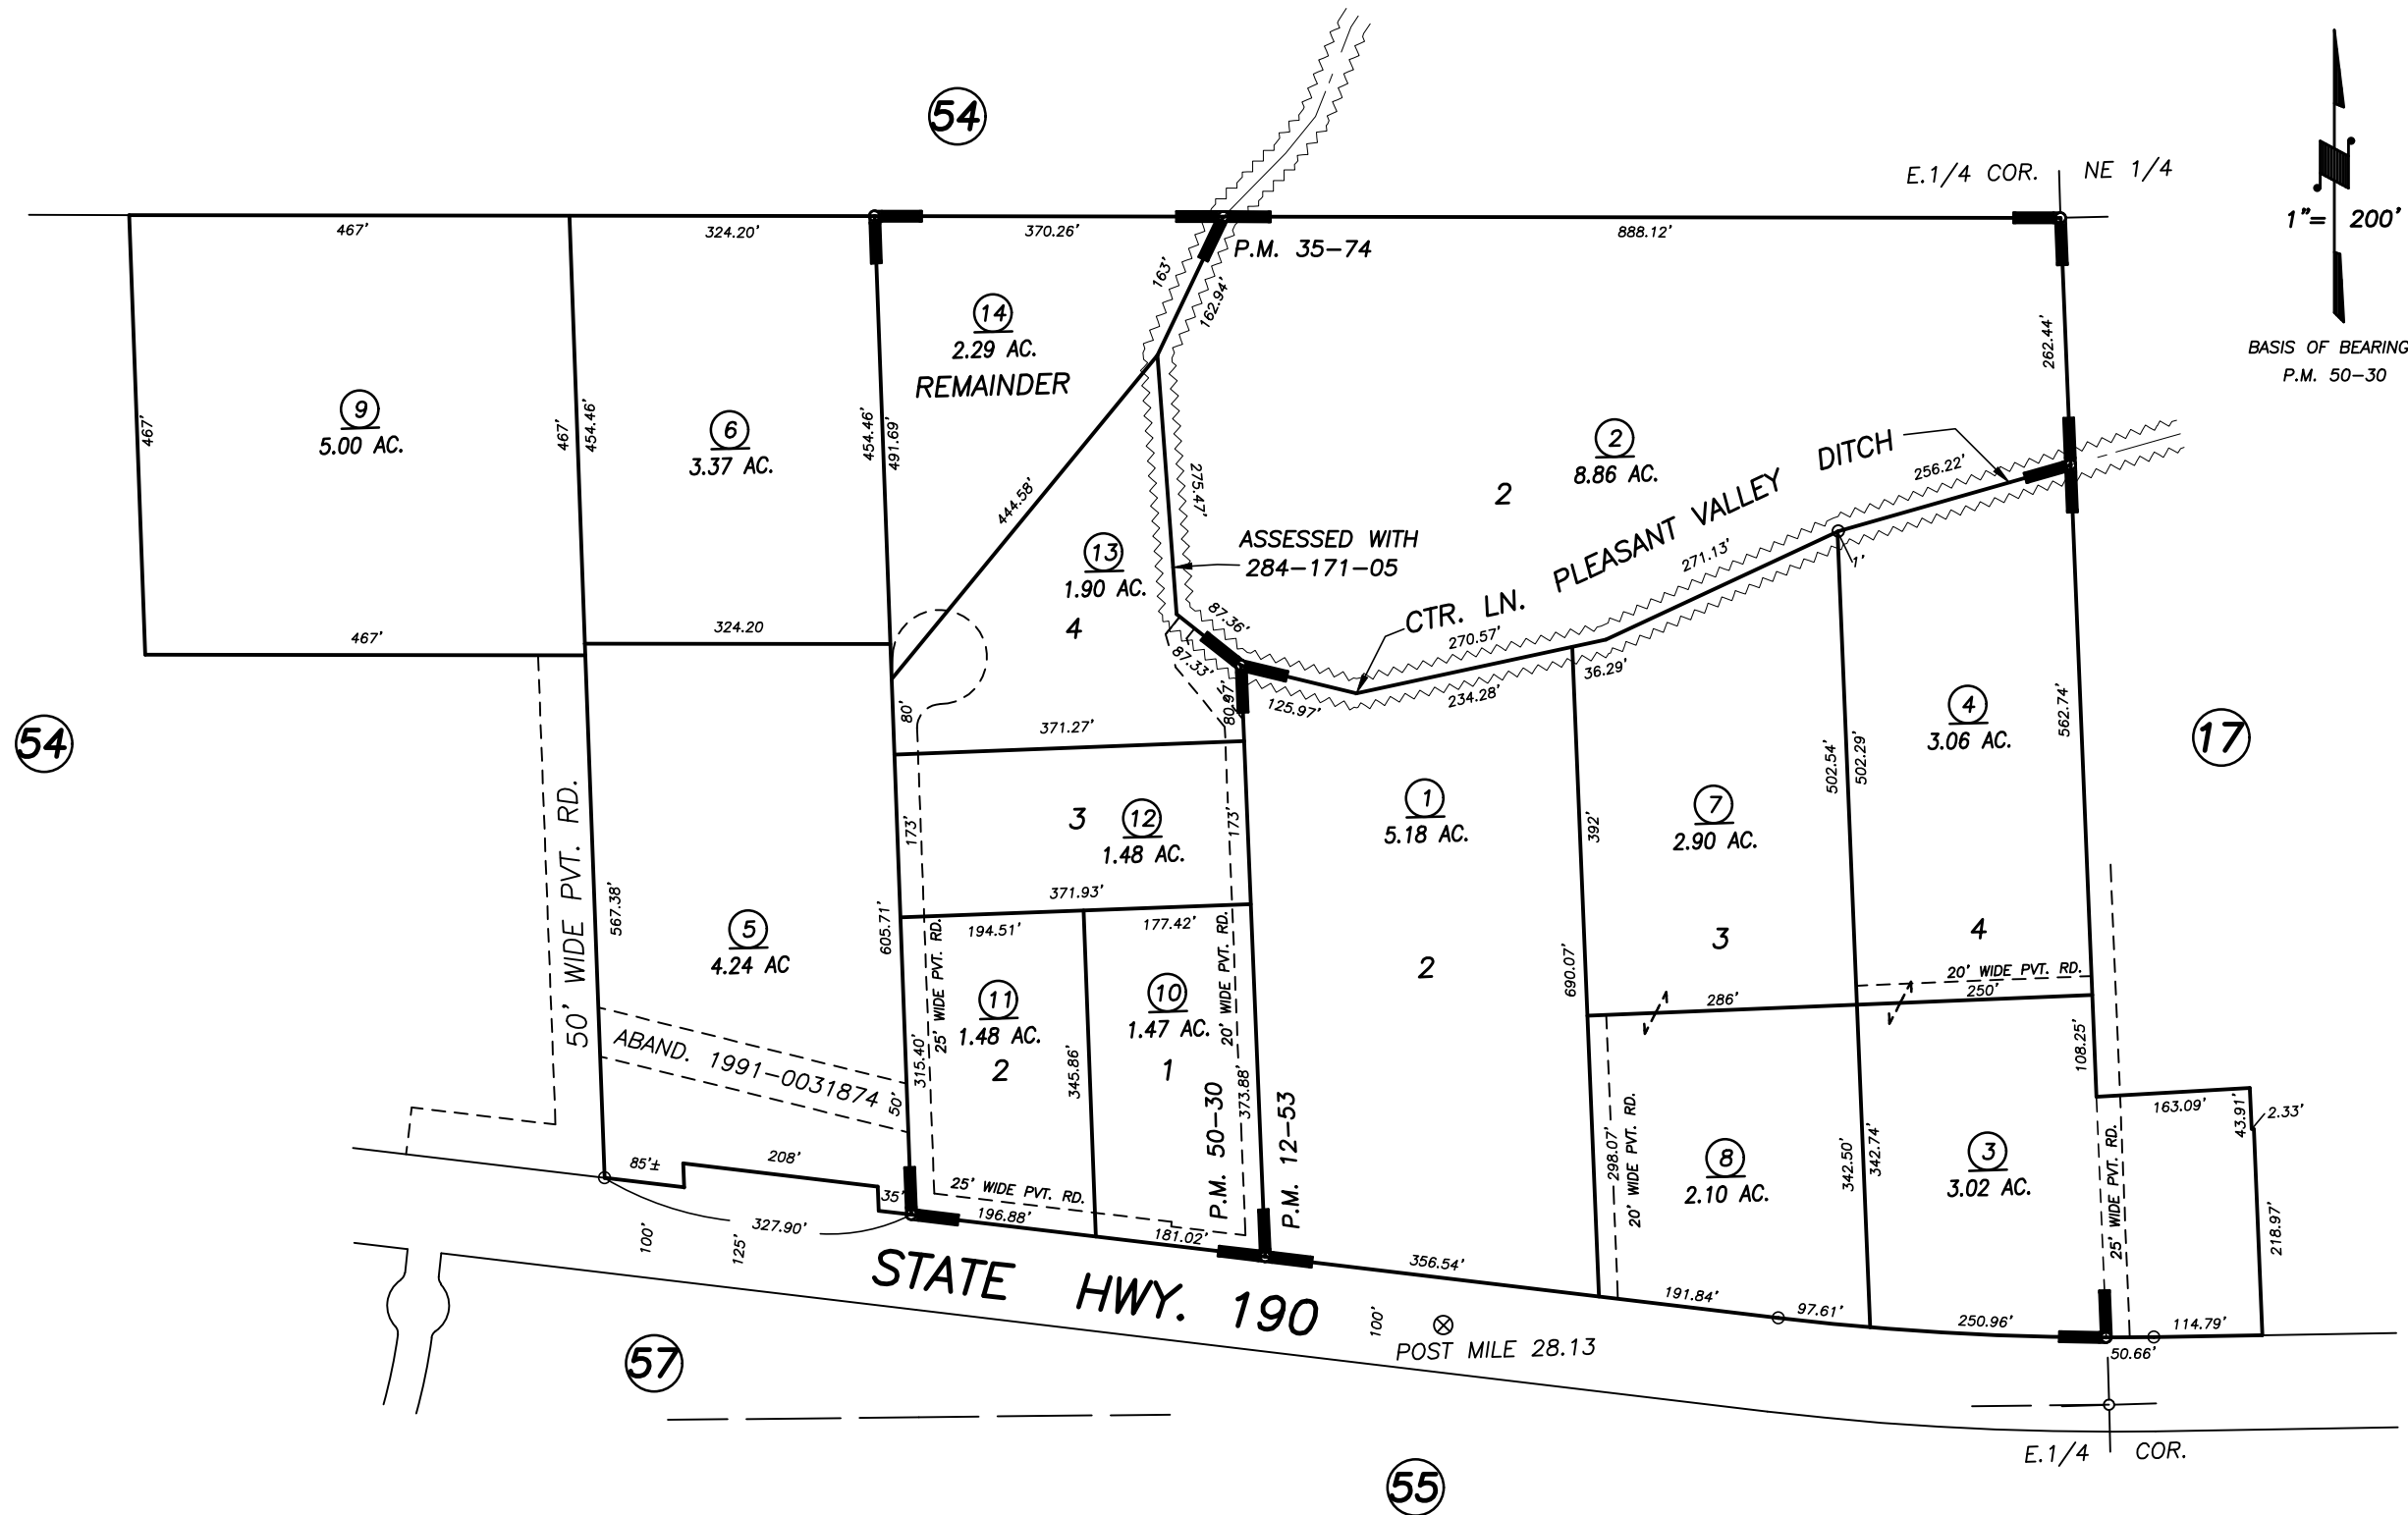 54
E.1/4 COR. NE 1/4
1"= 200'
BASIS OF BEARING
P.M. 50-30
467'
324.20'
370.26'
888.12'
P.M. 35-74
163'
162.94'
262.44'
14
2.29 AC.
REMAINDER
9
5.00 AC.
467'
467'
454.46'
6
3.37 AC.
454.46'
491.69'
444.58'
275.47'
2
8.86 AC.
2
CTR. LN. PLEASANT VALLEY DITCH
256.22'
271.13'
1'
ASSESSED WITH
284-171-05
13
1.90 AC.
4
87.36'
87.33'
270.57'
36.29'
234.28'
125.97'
80.97'
467'
324.20
80'
371.27'
54
50' WIDE PVT. RD.
567.38'
5
4.24 AC
605.71'
173'
3
12
1.48 AC.
173'
371.93'
194.51'
177.42'
1
5.18 AC.
2
392'
690.07'
7
2.90 AC.
3
502.54'
502.29'
4
3.06 AC.
4
562.74'
17
20' WIDE PVT. RD.
250'
286'
ABAND. 1991-0031874
50'
315.40'
25' WIDE PVT. RD.
11
1.48 AC.
2
345.86'
10
1.47 AC.
1
20' WIDE PVT. RD.
373.88'
P.M. 50-30
P.M. 12-53
298.07'
20' WIDE PVT. RD.
8
2.10 AC.
342.50'
342.74'
3
3.02 AC.
108.25'
163.09'
43.91'
2.33'
25' WIDE PVT. RD.
218.97'
85'±
208'
35'
25' WIDE PVT. RD.
327.90'
196.88'
181.02'
356.54'
191.84'
97.61'
250.96'
114.79'
50.66'
100'
125'
STATE HWY. 190
100'
POST MILE 28.13
57
E.1/4 COR.
55